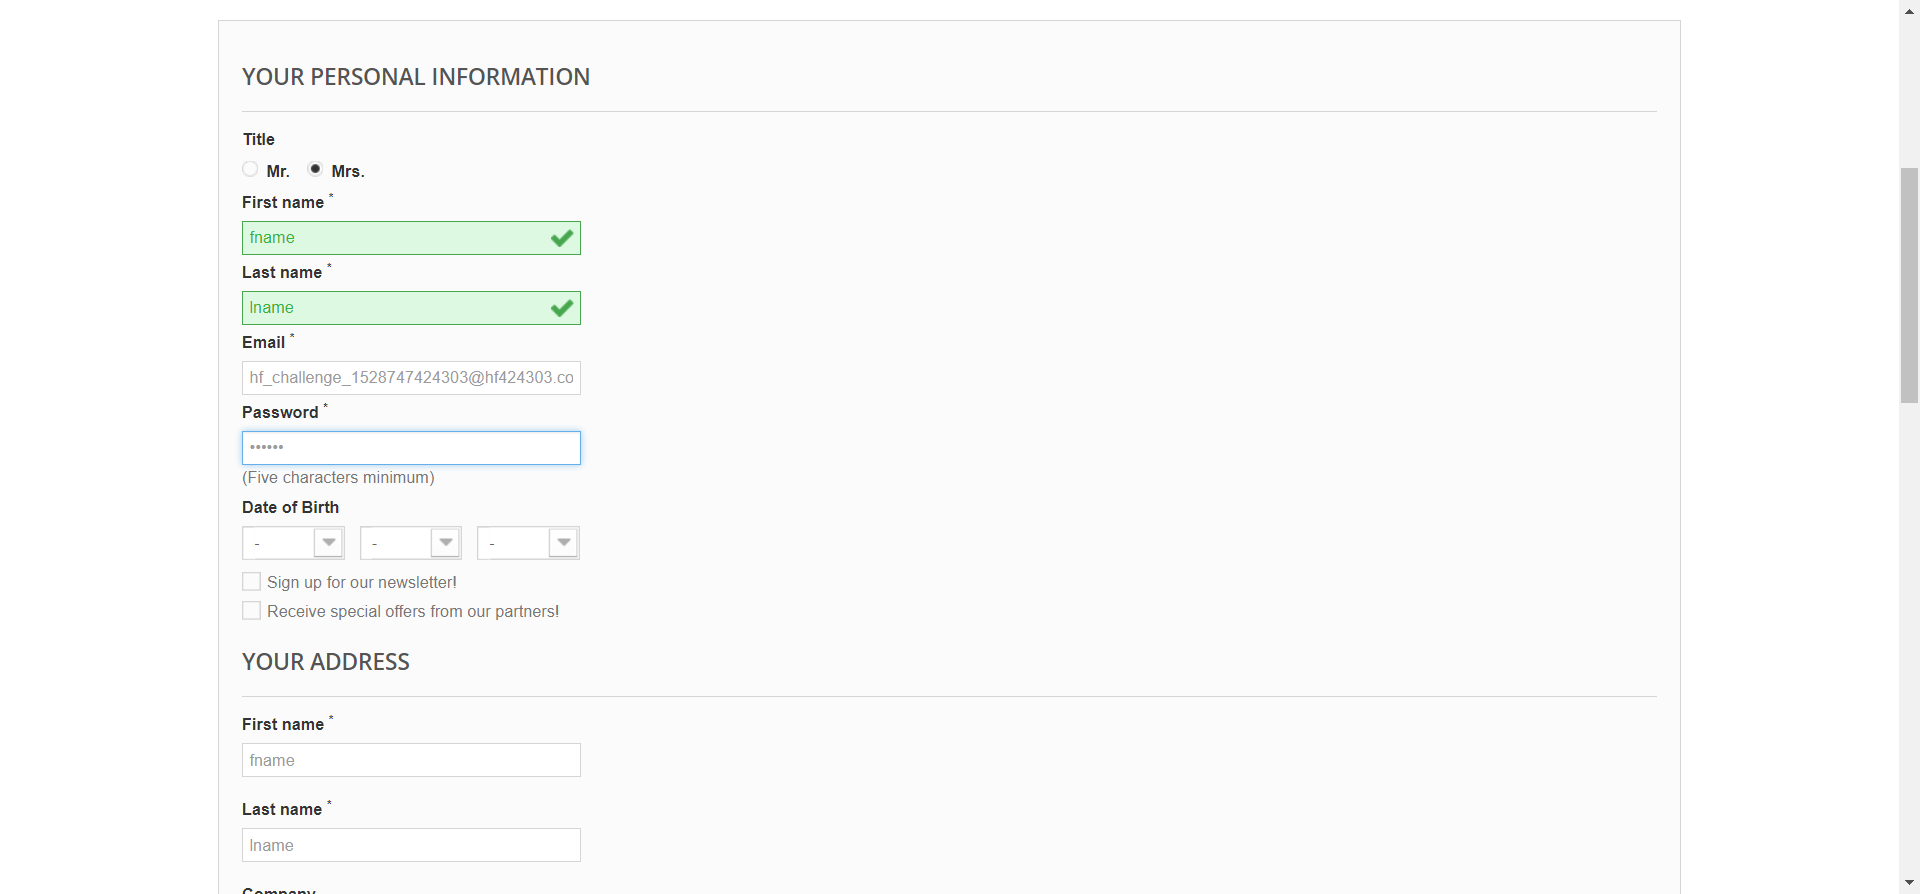 YOUR PERSONAL INFORMATION
Title
Mr. Mrs.
First name *
fname
Last name *
lname
Email *
hf_challenge_1528747424303@hf424303.co
Password *
••••••
(Five characters minimum)
Date of Birth
- - -
Sign up for our newsletter!
Receive special offers from our partners!
YOUR ADDRESS
First name *
fname
Last name *
lname
Company